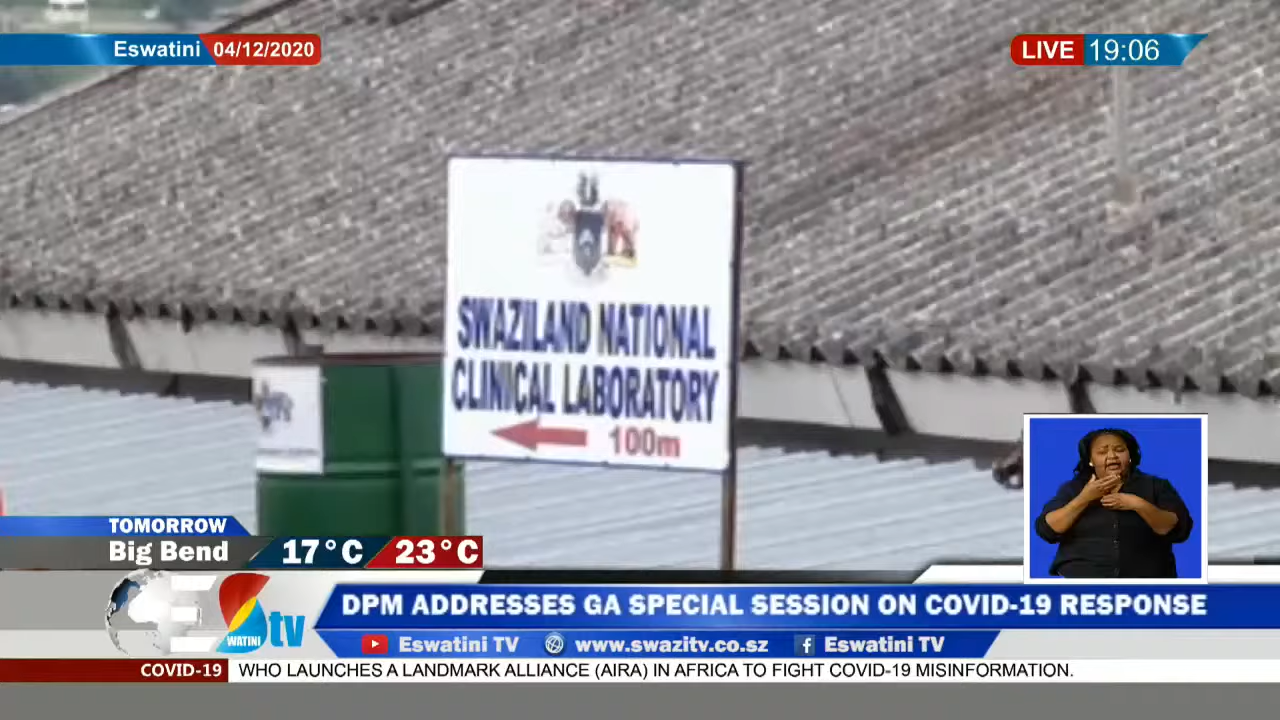 Eswatini 04/12/2020
LIVE 19:06
SWAZILAND NATIONAL
CLINICAL LABORATORY
100m
TOMORROW
Big Bend 17°C 23°C
E WATINI tv
DPM ADDRESSES GA SPECIAL SESSION ON COVID-19 RESPONSE
Eswatini TV www.swazitv.co.sz Eswatini TV
COVID-19 WHO LAUNCHES A LANDMARK ALLIANCE (AIRA) IN AFRICA TO FIGHT COVID-19 MISINFORMATION.